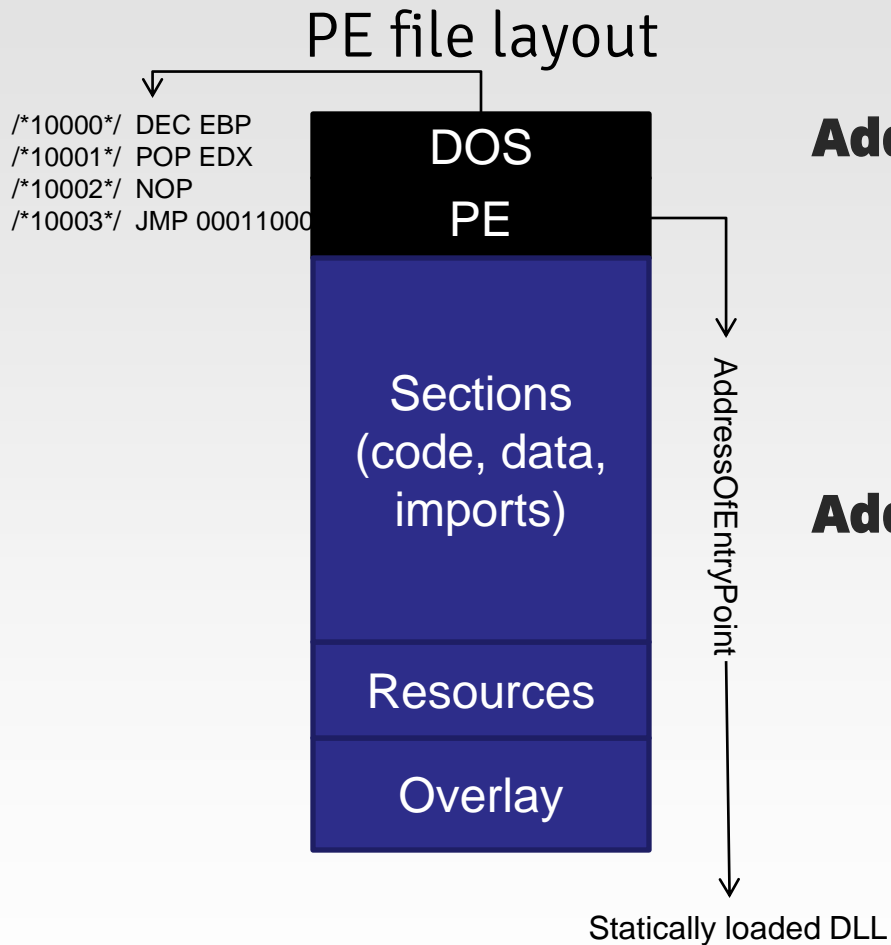 PE file layout
/*10000*/ DEC EBP
/*10001*/ POP EDX
/*10002*/ NOP
/*10003*/ JMP 00011000
DOS
PE
Sections
(code, data,
imports)
Resources
Overlay
AddressOfEntryPoint
Statically loaded DLL